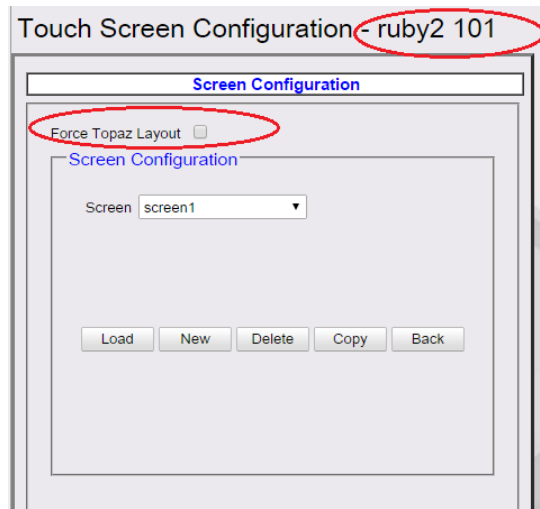 Touch Screen Configuration - ruby2 101
Screen Configuration
Force Topaz Layout
Screen Configuration
Screen screen1
Load New Delete Copy Back